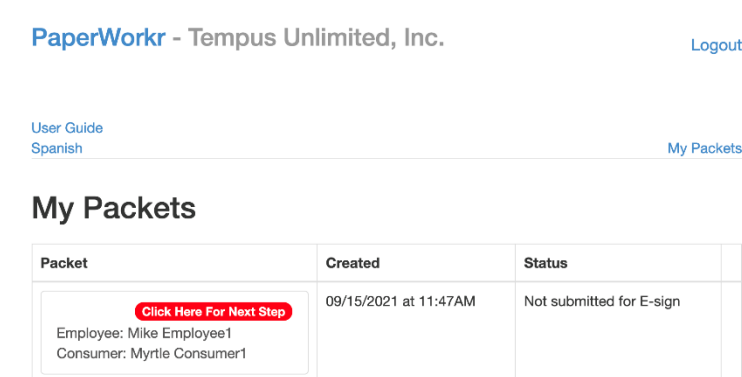 PaperWorkr - Tempus Unlimited, Inc.
Logout
User Guide
Spanish
My Packets
My Packets
Packet Created Status
Click Here For Next Step 09/15/2021 at 11:47AM Not submitted for E-sign
Employee: Mike Employee1
Consumer: Myrtle Consumer1